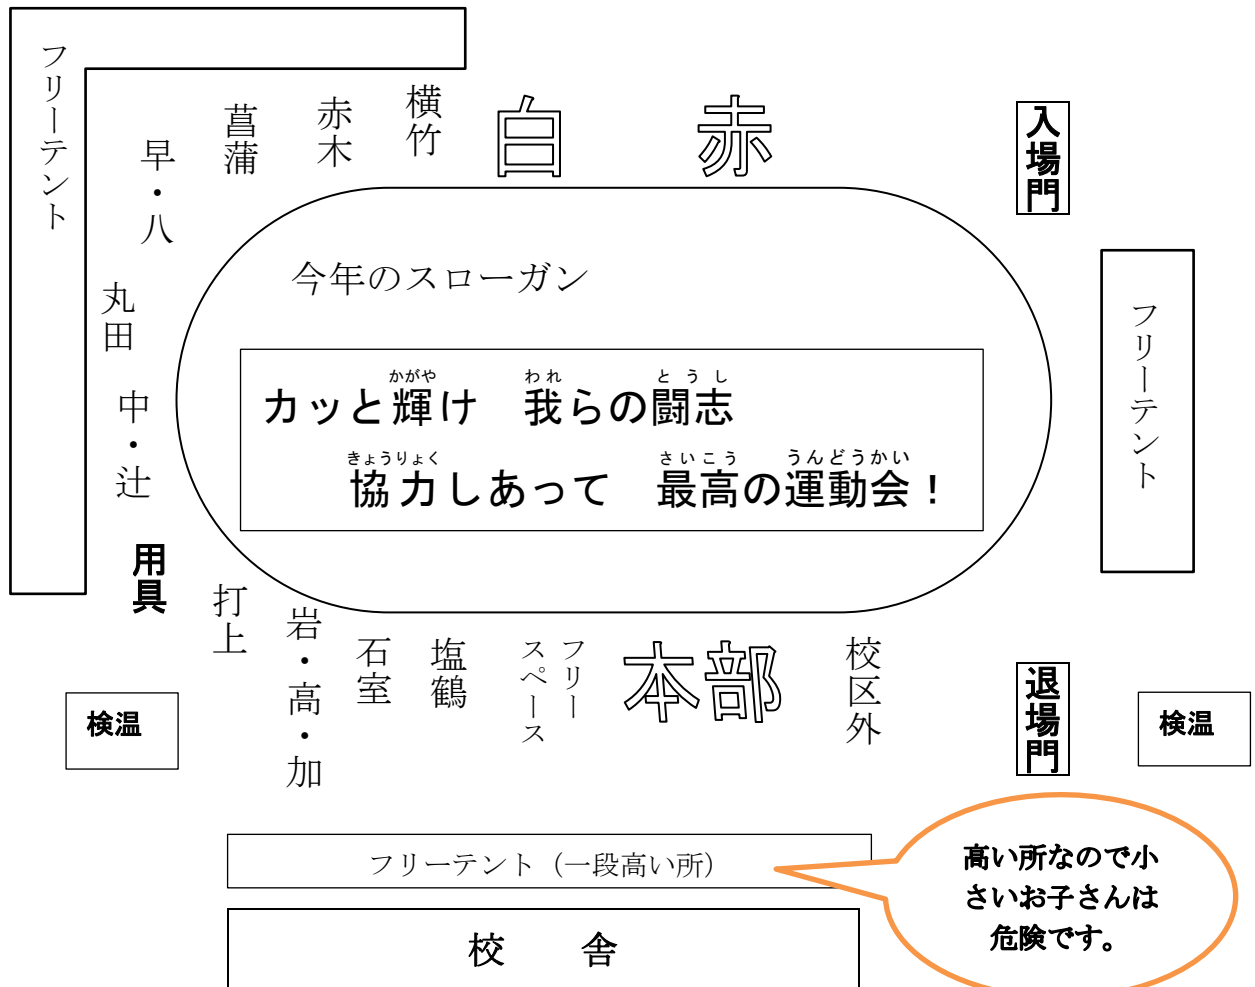 フリーテント
横竹
赤木
菖蒲
早・八
丸田
中・辻
用具
白
赤
入場門
フリーテント
今年のスローガン
カッと輝け　我らの闘志
かがや
われ
とうし
協力しあって　最高の運動会！
きょうりょく
さいこう
うんどうかい
打上
岩・高・加
石室
塩鶴
フリー
スペース
本部
校区外
退場門
検温
検温
フリーテント（一段高い所）
高い所なので小
さいお子さんは
危険です。
校　舎